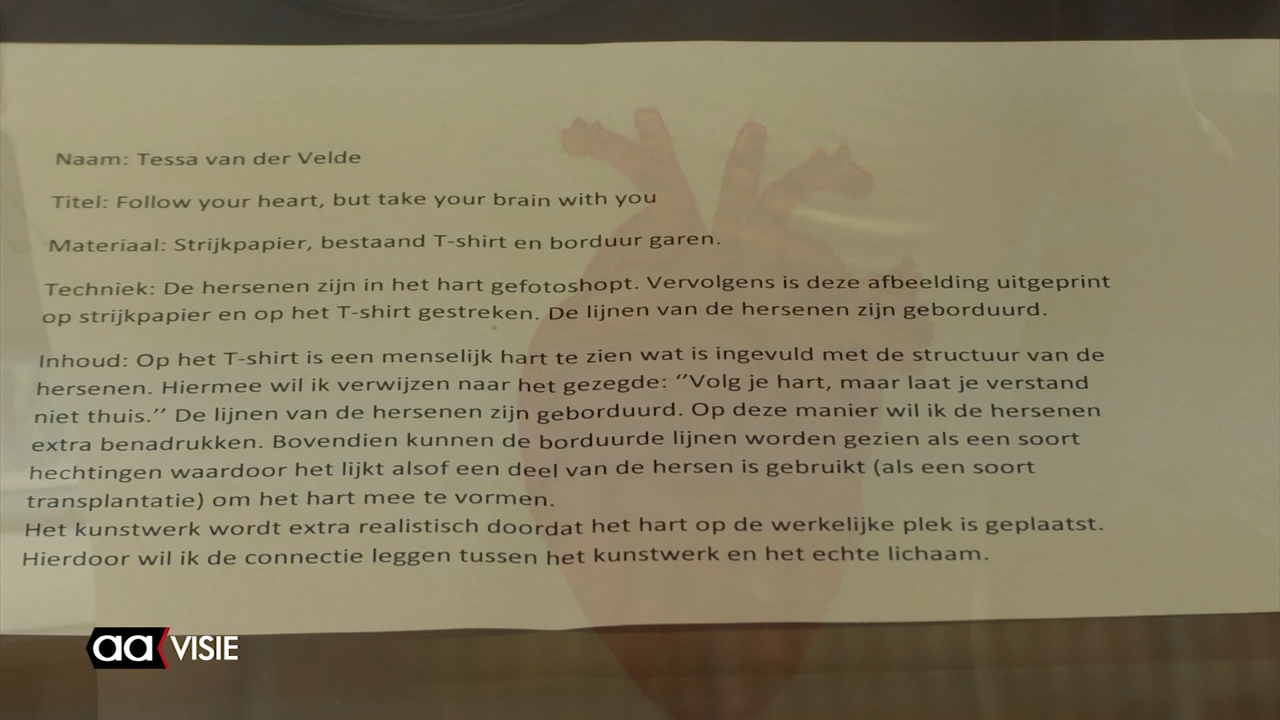 Naam: Tessa van der Velde
Titel: Follow your heart, but take your brain with you
Materiaal: Strijkpapier, bestaand T-shirt en borduur garen.
Techniek: De hersenen zijn in het hart gefotoshopt. Vervolgens is deze afbeelding uitgeprint
op strijkpapier en op het T-shirt gestreken. De lijnen van de hersenen zijn geborduurd.
Inhoud: Op het T-shirt is een menselijk hart te zien wat is ingevuld met de structuur van de
hersenen. Hiermee wil ik verwijzen naar het gezegde: ‘’Volg je hart, maar laat je verstand
niet thuis.’’ De lijnen van de hersenen zijn geborduurd. Op deze manier wil ik de hersenen
extra benadrukken. Bovendien kunnen de borduurde lijnen worden gezien als een soort
hechtingen waardoor het lijkt alsof een deel van de hersen is gebruikt (als een soort
transplantatie) om het hart mee te vormen.
Het kunstwerk wordt extra realistisch doordat het hart op de werkelijke plek is geplaatst.
Hierdoor wil ik de connectie leggen tussen het kunstwerk en het echte lichaam.
aa VISIE